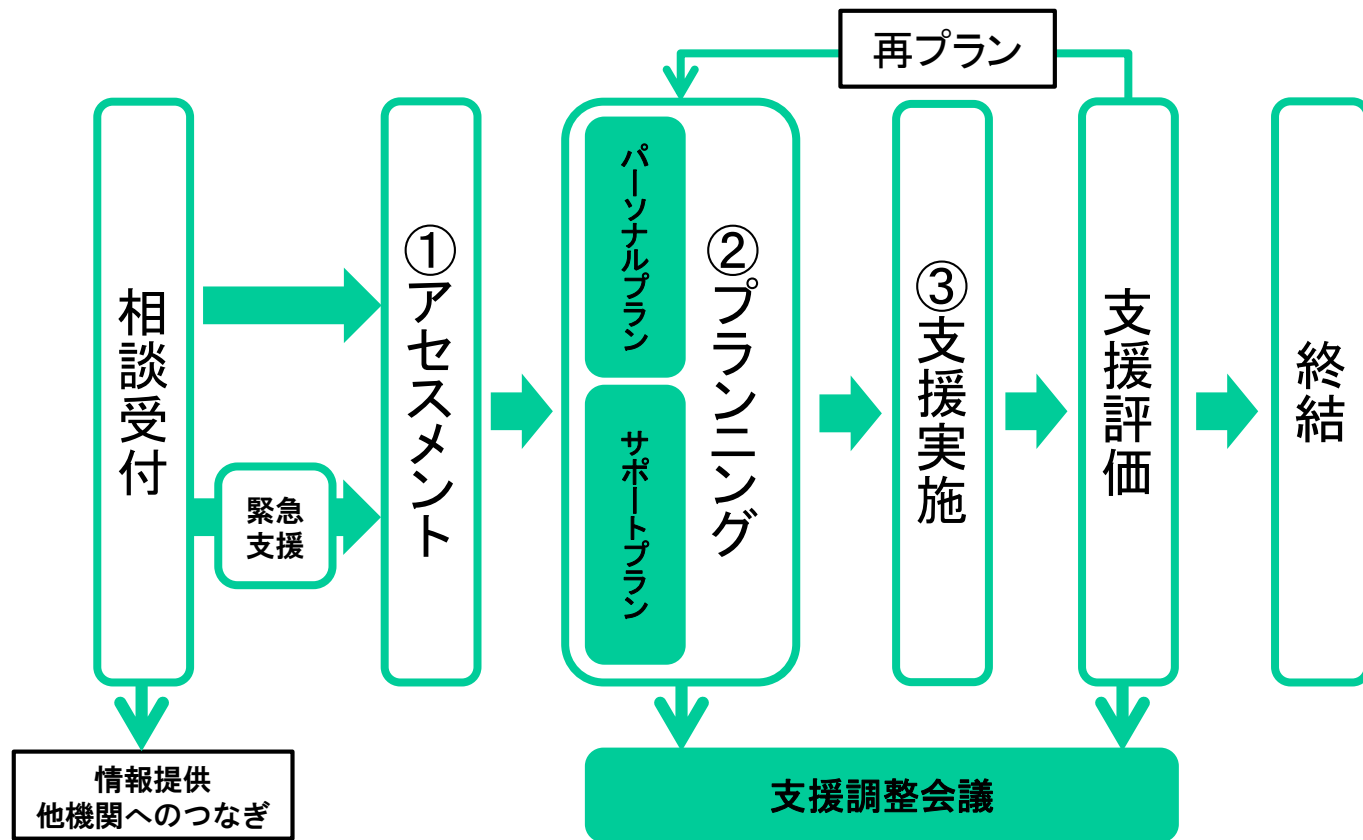 再プラン
相談受付
緊急
支援
①アセスメント
パーソナルプラン
サポートプラン
②プランニング
③支援実施
支援評価
終結
情報提供
他機関へのつなぎ
支援調整会議